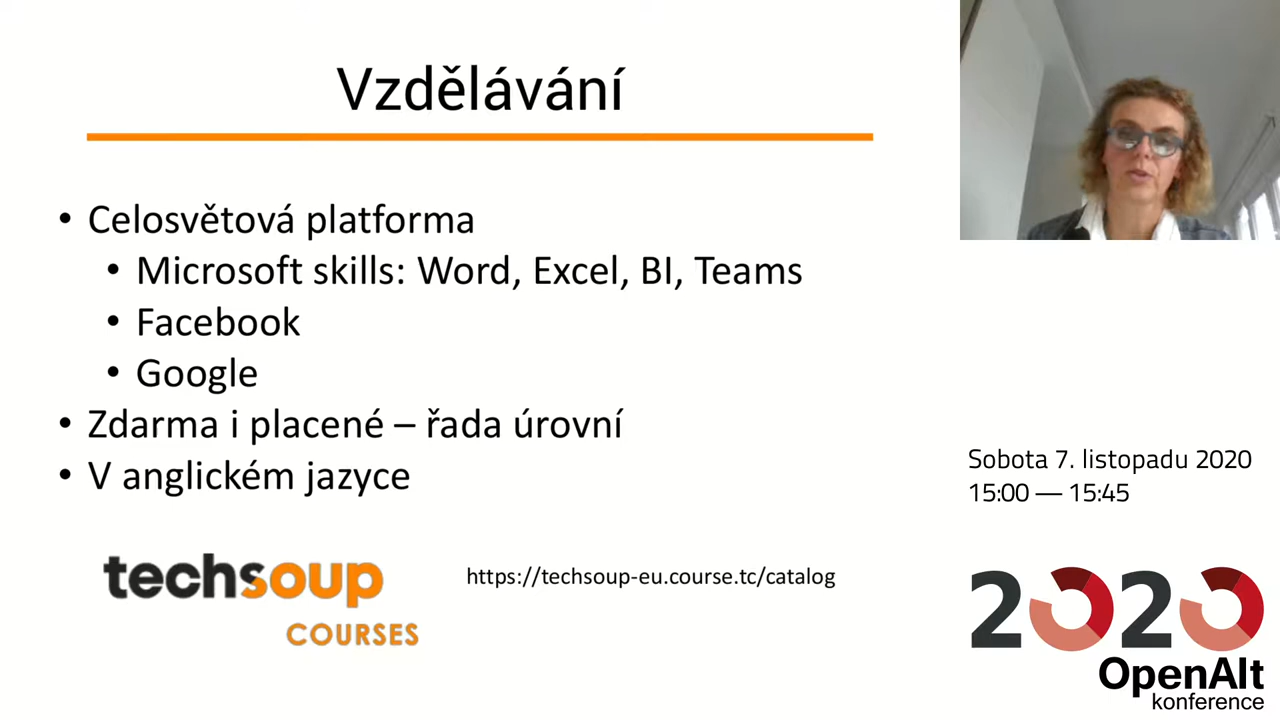 Vzdělávání
• Celosvětová platforma
• Microsoft skills: Word, Excel, BI, Teams
• Facebook
• Google
• Zdarma i placené – řada úrovní
• V anglickém jazyce
techsoup
COURSES
https://techsoup-eu.course.tc/catalog
Sobota 7. listopadu 2020
15:00 — 15:45
2020
OpenAlt
konference